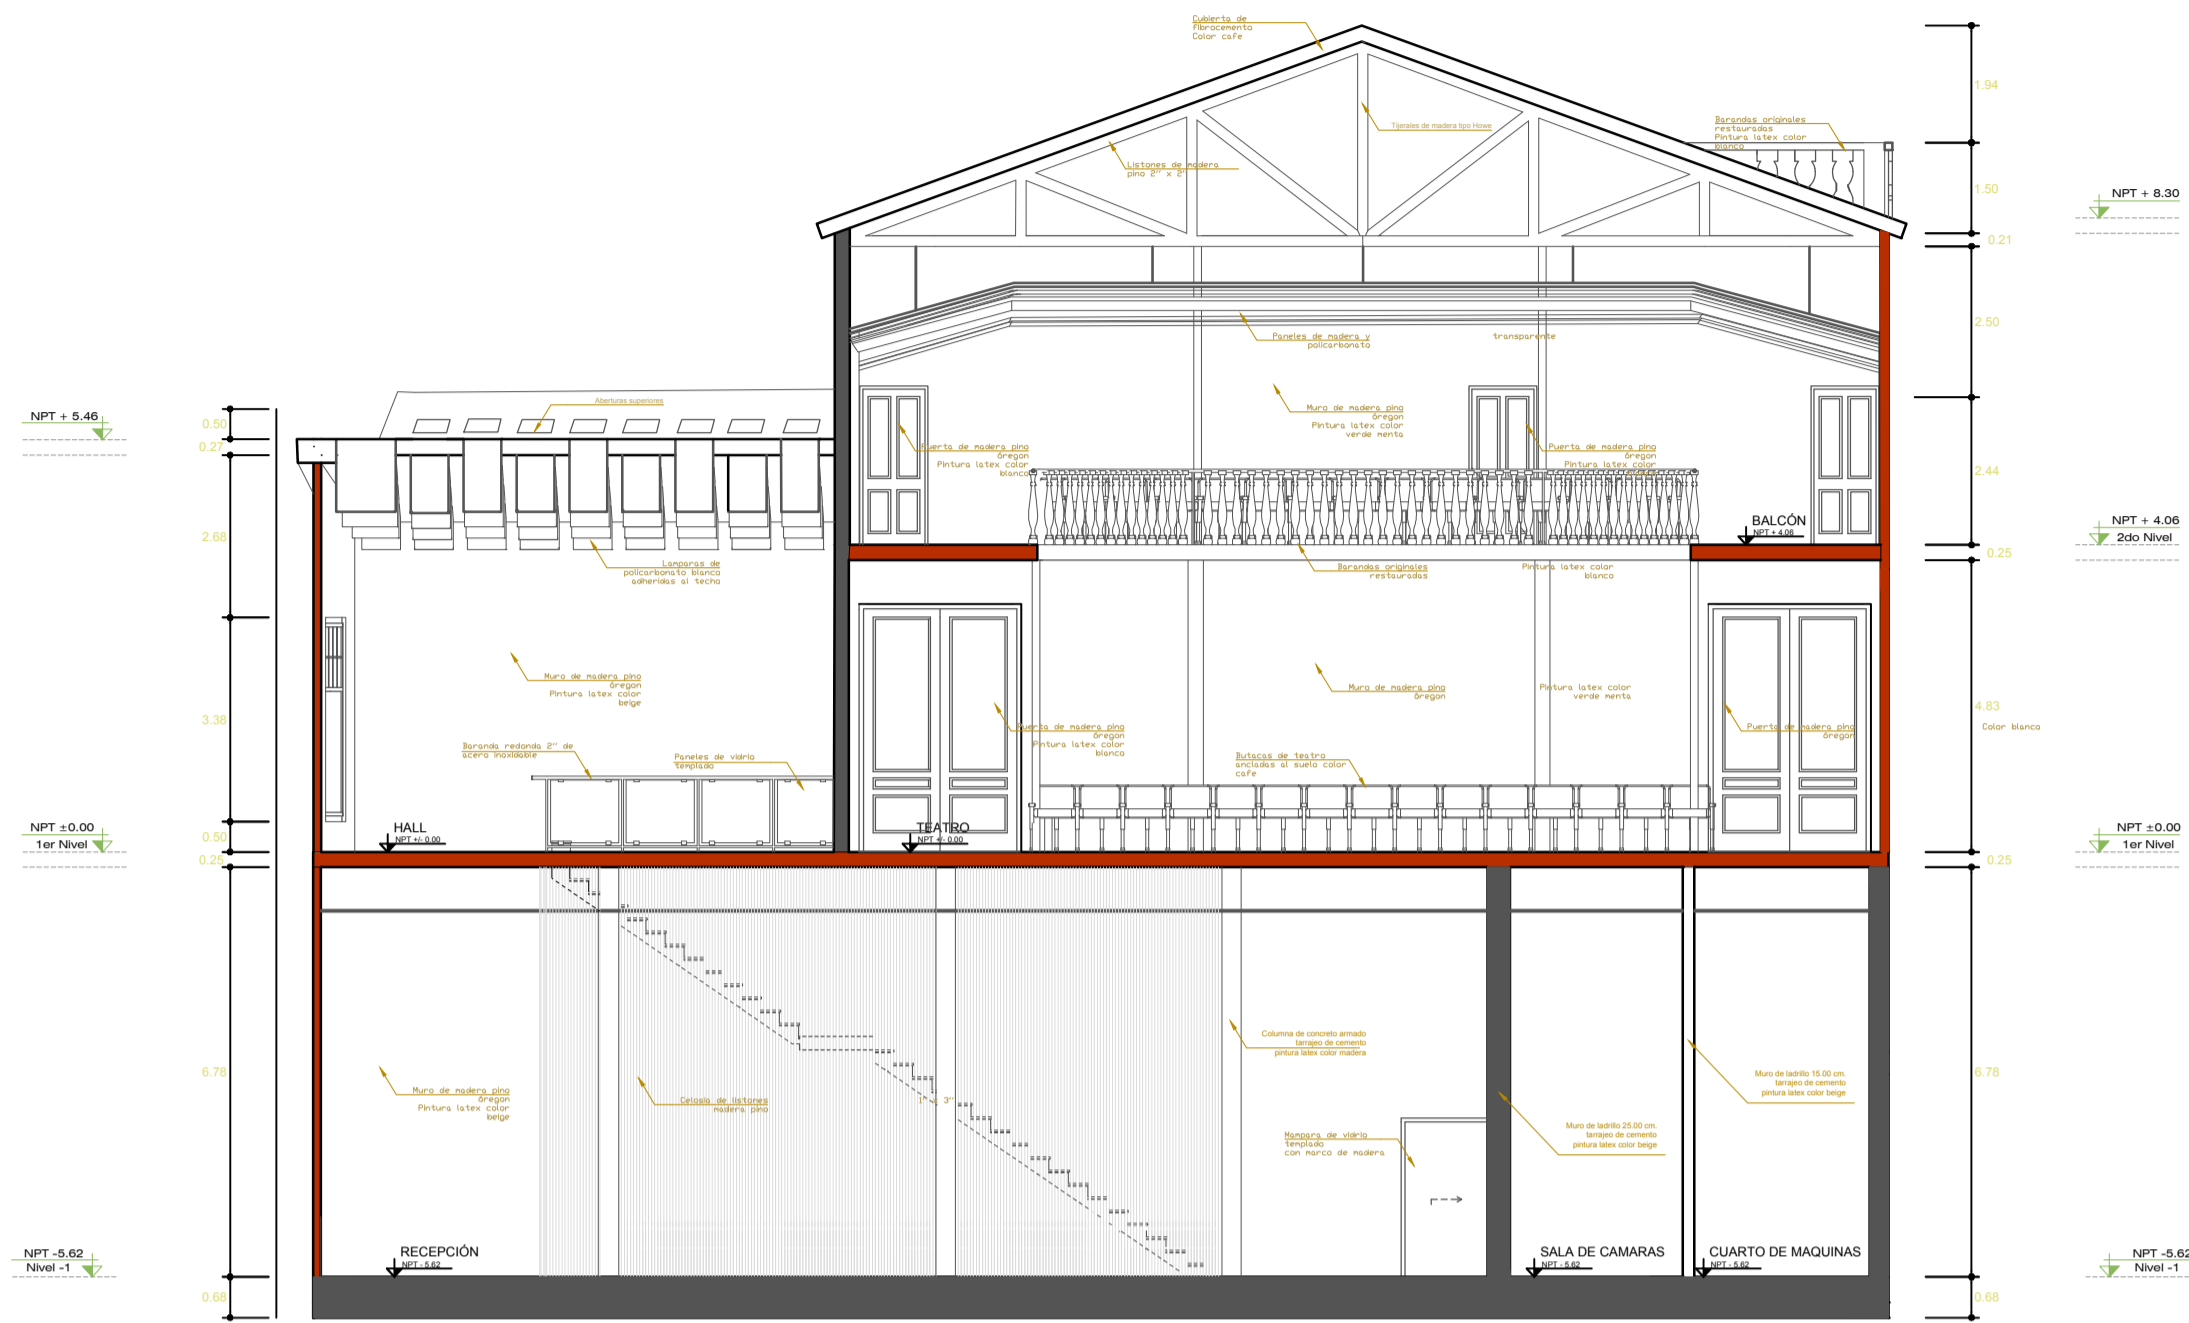 Cubierta de
fibrocemento
Color cafe
1.94
Tijerales de madera tipo Howe
Barandas originales
restauradas
Pintura latex color
blanco
Listones de madera
pino 2" x 2"
1.50
NPT + 8.30
0.21
2.50
Paneles de madera y
policarbonato
transparente
Aberturas superiores
NPT + 5.46
0.50
0.27
Muro de madera pino
óregon
Pintura latex color
verde menta
Puerta de madera pino
óregon
Pintura latex color
blanco
Puerta de madera pino
óregon
Pintura latex color
2.44
2.68
BALCÓN
NPT + 4.06
NPT + 4.06
2do Nivel
0.25
Lamparas de
policarbonato blanco
adheridas al techo
Barandas originales
restauradas
Pintura latex color
blanco
Muro de madera pino
óregon
Pintura latex color
beige
Muro de madera pino
óregon
Pintura latex color
verde menta
3.38
4.83
Color blanco
Puerta de madera pino
óregon
Pintura latex color
blanco
Puerta de madera pino
óregon
Baranda redonda 2" de
acero inoxidable
Paneles de vidrio
templado
Butacas de teatro
ancladas al suelo color
cafe
NPT ±0.00
1er Nivel
0.50
0.25
HALL
NPT +/- 0.00
TEATRO
NPT +/- 0.00
NPT ±0.00
1er Nivel
0.25
Columna de concreto armado
tarrajeo de cemento
pintura latex color madera
6.78
6.78
Muro de madera pino
óregon
Pintura latex color
beige
Celosia de listones
madera pino
1" x 3"
Muro de ladrillo 15.00 cm.
tarrajeo de cemento
pintura latex color beige
Muro de ladrillo 25.00 cm.
tarrajeo de cemento
pintura latex color beige
Mampara de vidrio
templado
con marco de madera
NPT -5.62
Nivel -1
RECEPCIÓN
NPT - 5.62
SALA DE CAMARAS
NPT - 5.62
CUARTO DE MAQUINAS
NPT - 5.62
NPT -5.62
Nivel -1
0.68
0.68